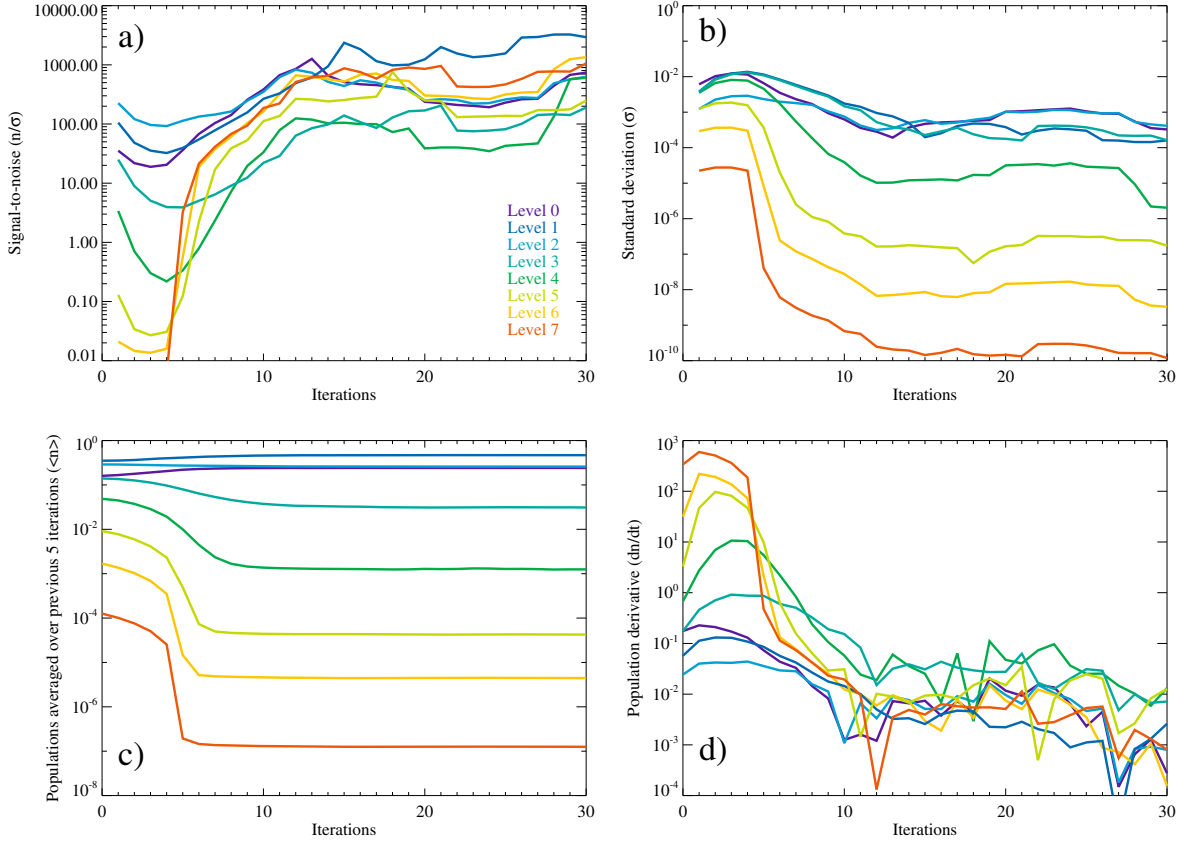 a)
Signal-to-noise (n/σ)
10000.00
1000.00
100.00
10.00
1.00
0.10
0.01
Level 0
Level 1
Level 2
Level 3
Level 4
Level 5
Level 6
Level 7
0 10 20 30
Iterations
b)
Standard deviation (σ)
10^0
10^-2
10^-4
10^-6
10^-8
10^-10
0 10 20 30
Iterations
c)
Populations averaged over previous 5 iterations (<n>)
10^0
10^-2
10^-4
10^-6
10^-8
0 10 20 30
Iterations
d)
Population derivative (dn/dt)
10^3
10^2
10^1
10^0
10^-1
10^-2
10^-3
10^-4
0 10 20 30
Iterations